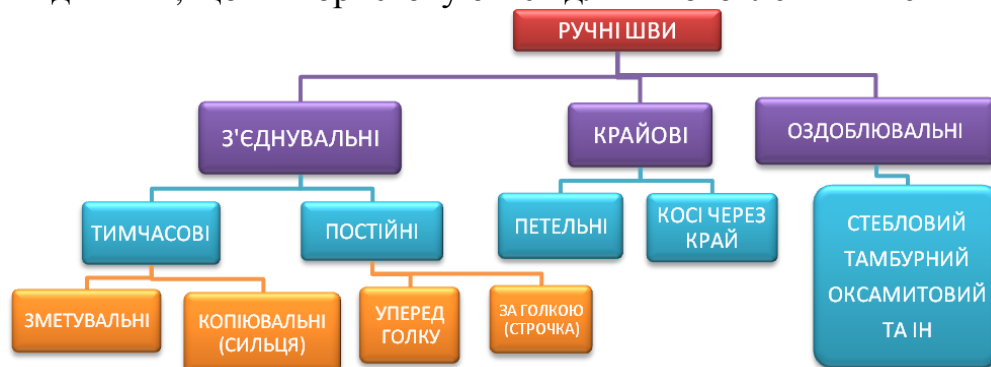 РУЧНІ ШВИ
З'ЄДНУВАЛЬНІ
КРАЙОВІ
ОЗДОБЛЮВАЛЬНІ
ТИМЧАСОВІ
ПОСТІЙНІ
ПЕТЕЛЬНІ
КОСІ ЧЕРЕЗ
КРАЙ
СТЕБЛОВИЙ
ТАМБУРНИЙ
ОКСАМИТОВИЙ
ТА ІН
ЗМЕТУВАЛЬНІ
КОПІЮВАЛЬНІ
(СИЛЬЦЯ)
УПЕРЕД
ГОЛКУ
ЗА ГОЛКОЮ
(СТРОЧКА)